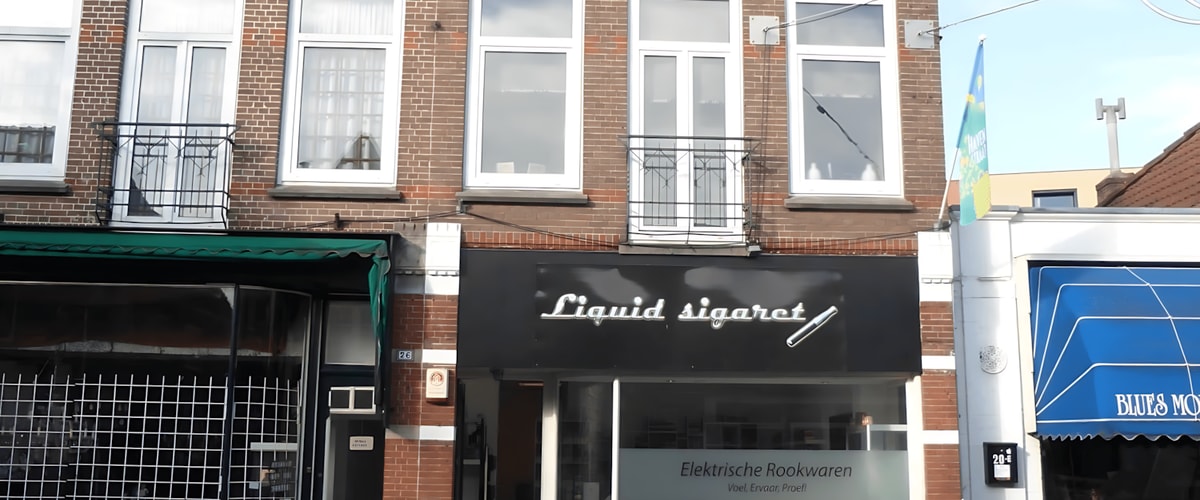 Liquid sigaret
26
Elektrische Rookwaren
Voel, Ervaar, Proef!
BLUES MO
20-